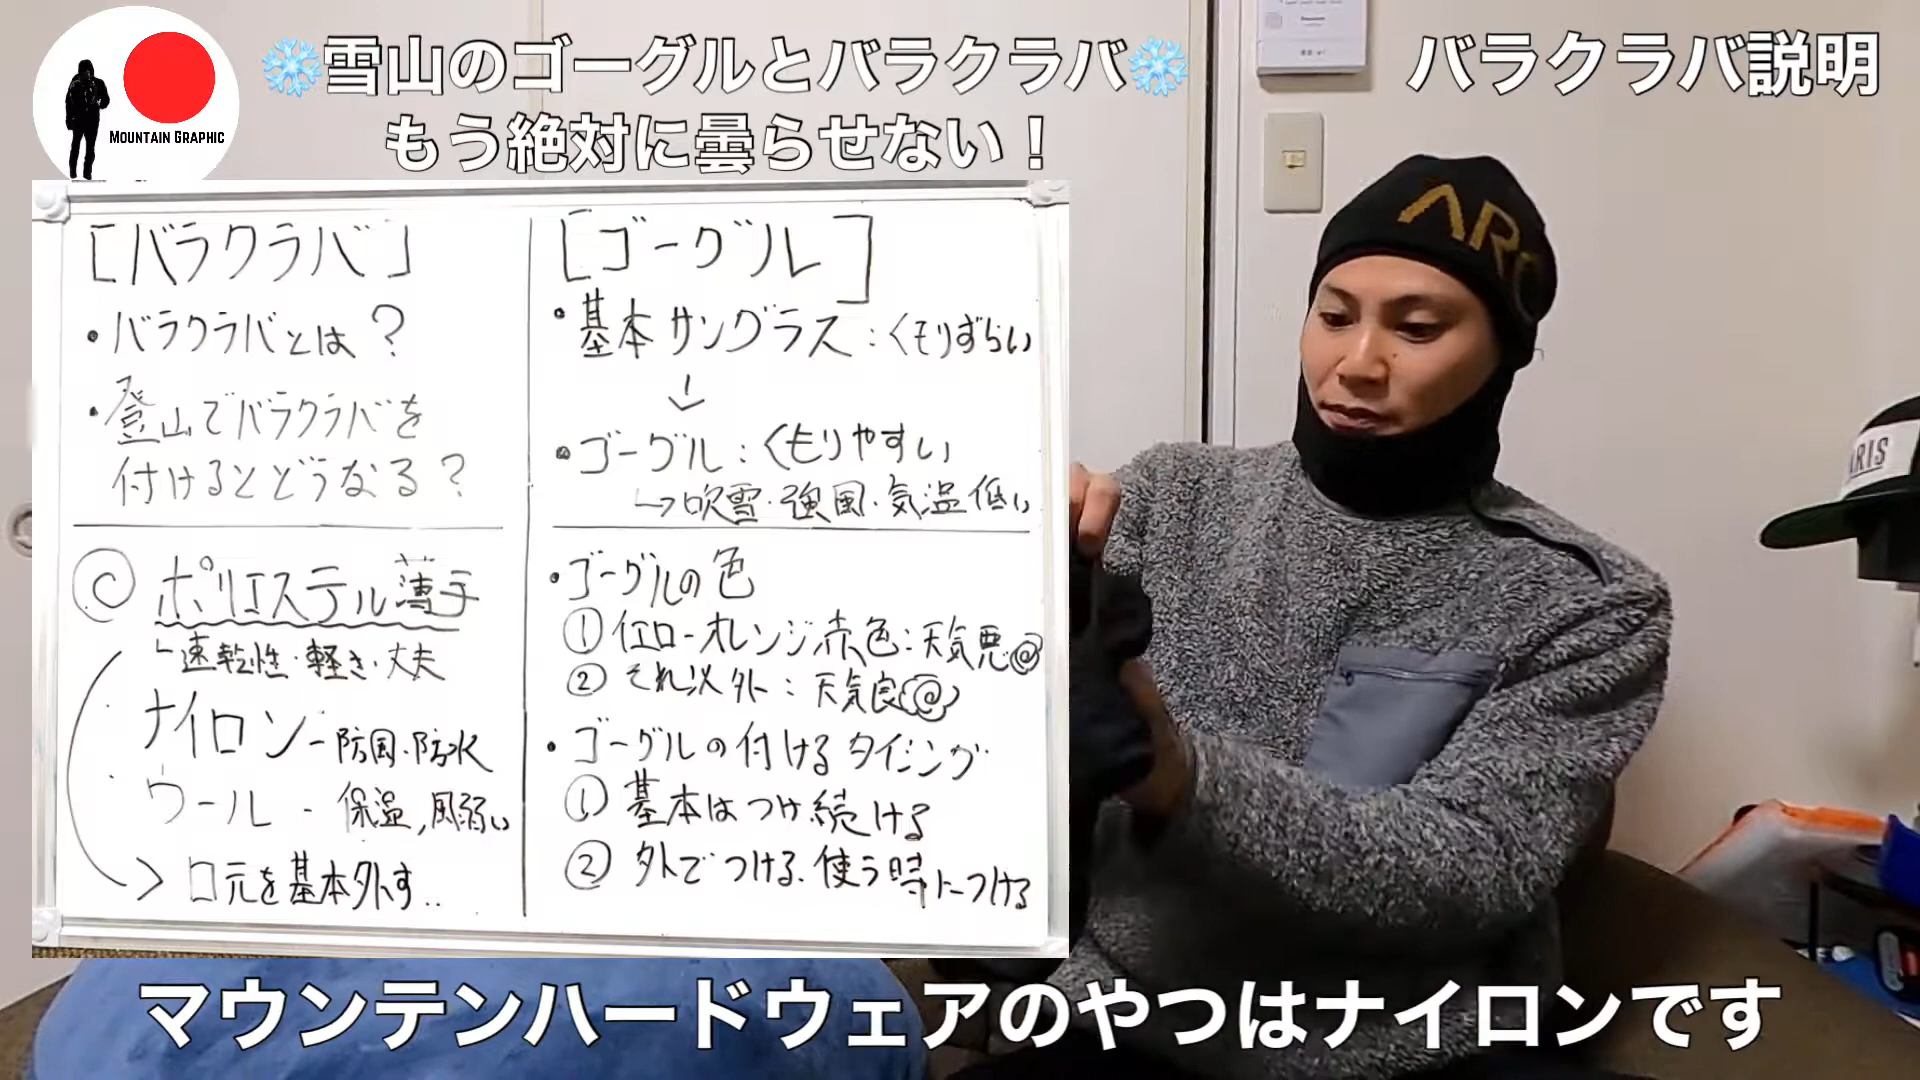 ❄雪山のゴーグルとバラクラバ❄
もう絶対に曇らせない！
バラクラバ説明
MOUNTAIN GRAPHIC
[バラクラバ]
・バラクラバとは？
・登山でバラクラバを
付けるとどうなる？
◎ ポリエステル薄手
↳速乾性・軽き・丈夫
ナイロン-防風・防水
ウール - 保温,風弱い
> 口元を基本外す..
[ゴーグル]
・基本サングラス:くもりずらい
↓
・ゴーグル:くもりやすい
↳吹雪・強風・気温低い
・ゴーグルの色
① イエローオレンジ赤色:天気悪@
② それ以外:天気良@
・ゴーグルの付けるタイミング
① 基本はつけ続ける
② 外でつける.使う時につける
ARC
ARIS
マウンテンハードウェアのやつはナイロンです